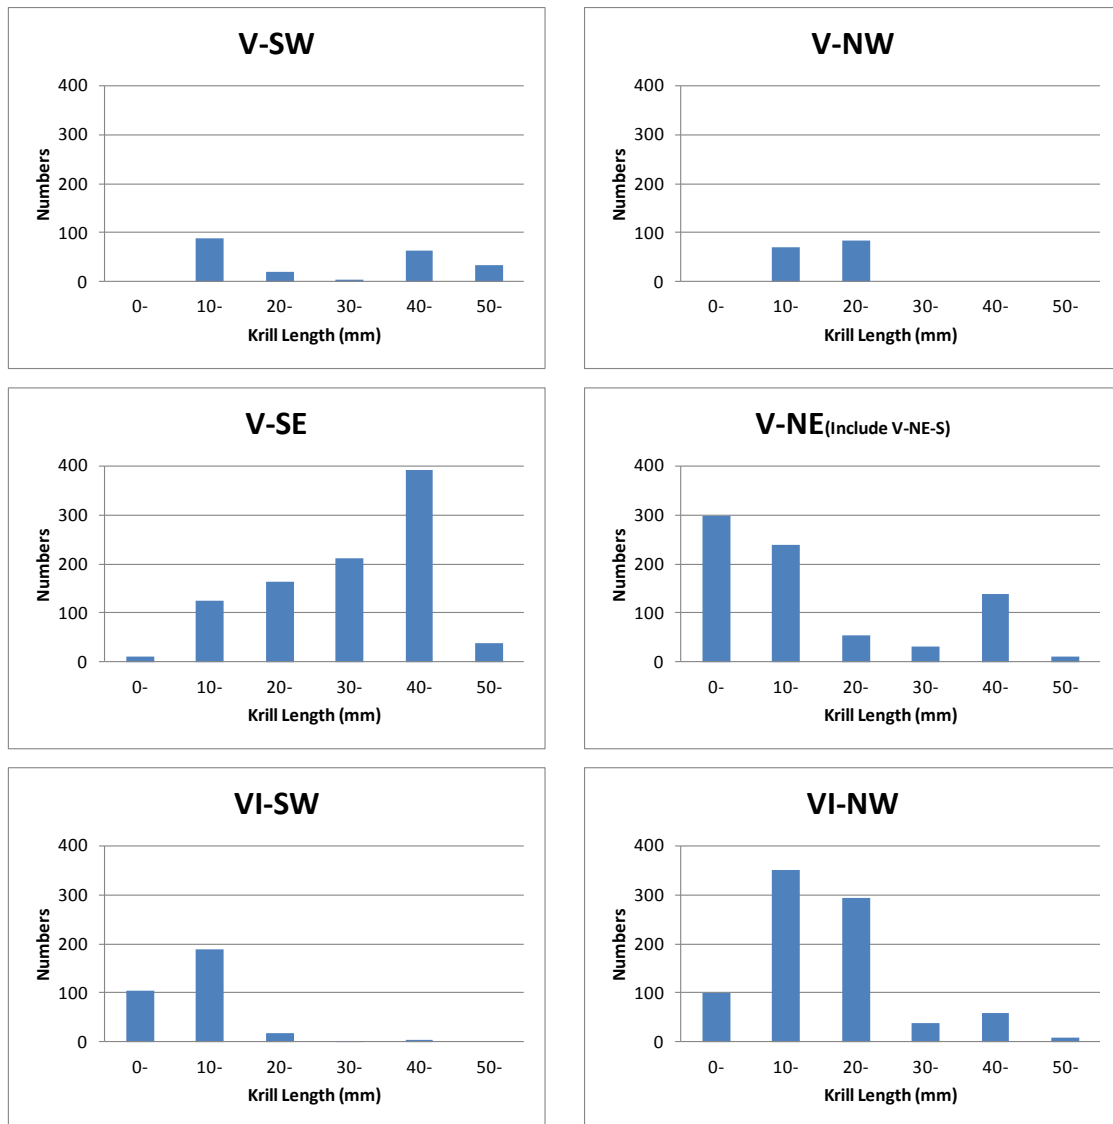 V-SW
400
300
200
100
0
Numbers
0- 10- 20- 30- 40- 50-
Krill Length (mm)
V-NW
400
300
200
100
0
Numbers
0- 10- 20- 30- 40- 50-
Krill Length (mm)
V-SE
400
300
200
100
0
Numbers
0- 10- 20- 30- 40- 50-
Krill Length (mm)
V-NE(Include V-NE-S)
400
300
200
100
0
Numbers
0- 10- 20- 30- 40- 50-
Krill Length (mm)
VI-SW
400
300
200
100
0
Numbers
0- 10- 20- 30- 40- 50-
Krill Length (mm)
VI-NW
400
300
200
100
0
Numbers
0- 10- 20- 30- 40- 50-
Krill Length (mm)